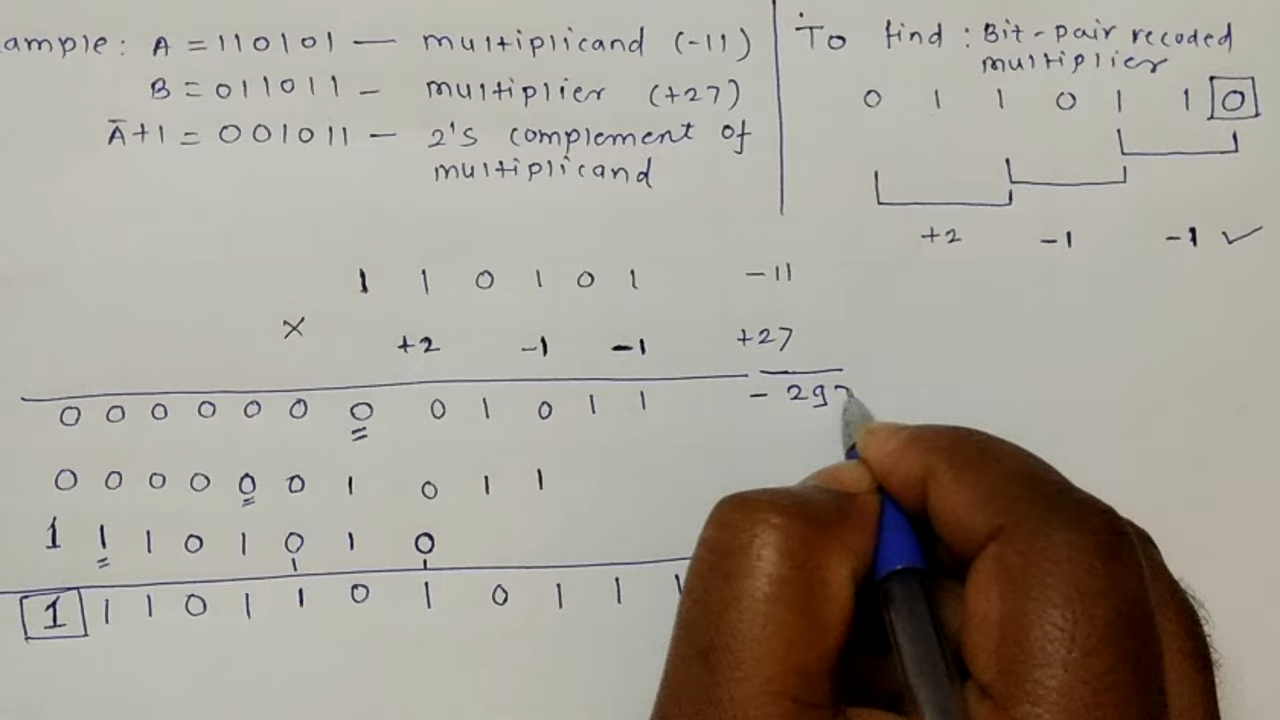 ample: A = 110101 — multiplicand (-11)
B = 011011 - multiplier (+27)
Ā+1 = 001011 - 2's complement of
multiplicand
To find: Bit-pair recoded
multiplier
0 1 1 0 1 1 0
+2 -1 -1 ✓
1 1 0 1 0 1 -11
× +2 -1 -1 +27
0 0 0 0 0 0 0 0 1 0 1 1 - 297
0 0 0 0 0 0 1 0 1 1
1 1 1 0 1 0 1 0
1 1 1 0 1 1 0 1 0 1 1 1